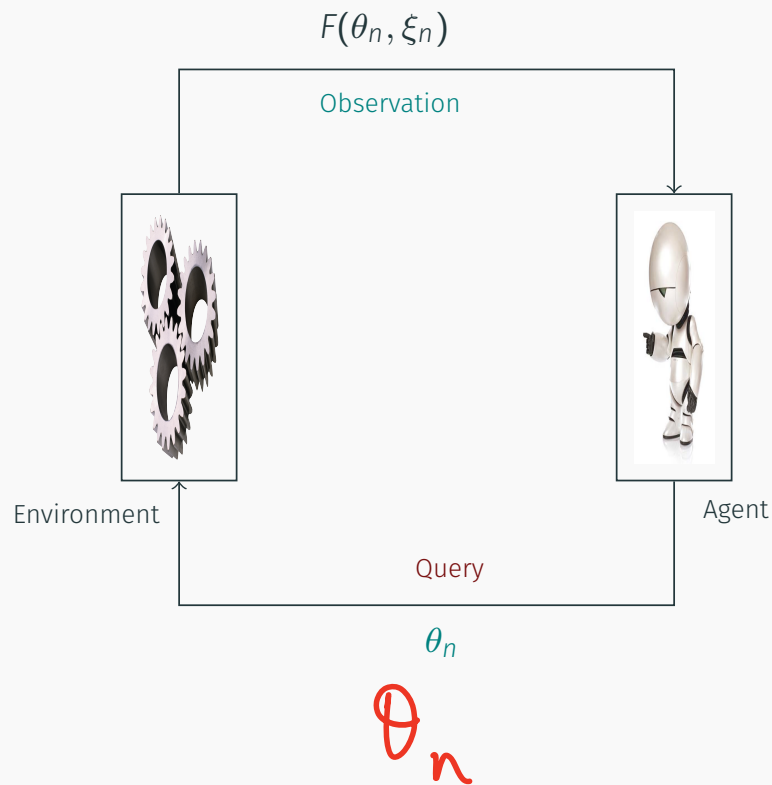 F(θₙ, ξₙ)
Observation
Environment
Agent
Query
θₙ
θₙ